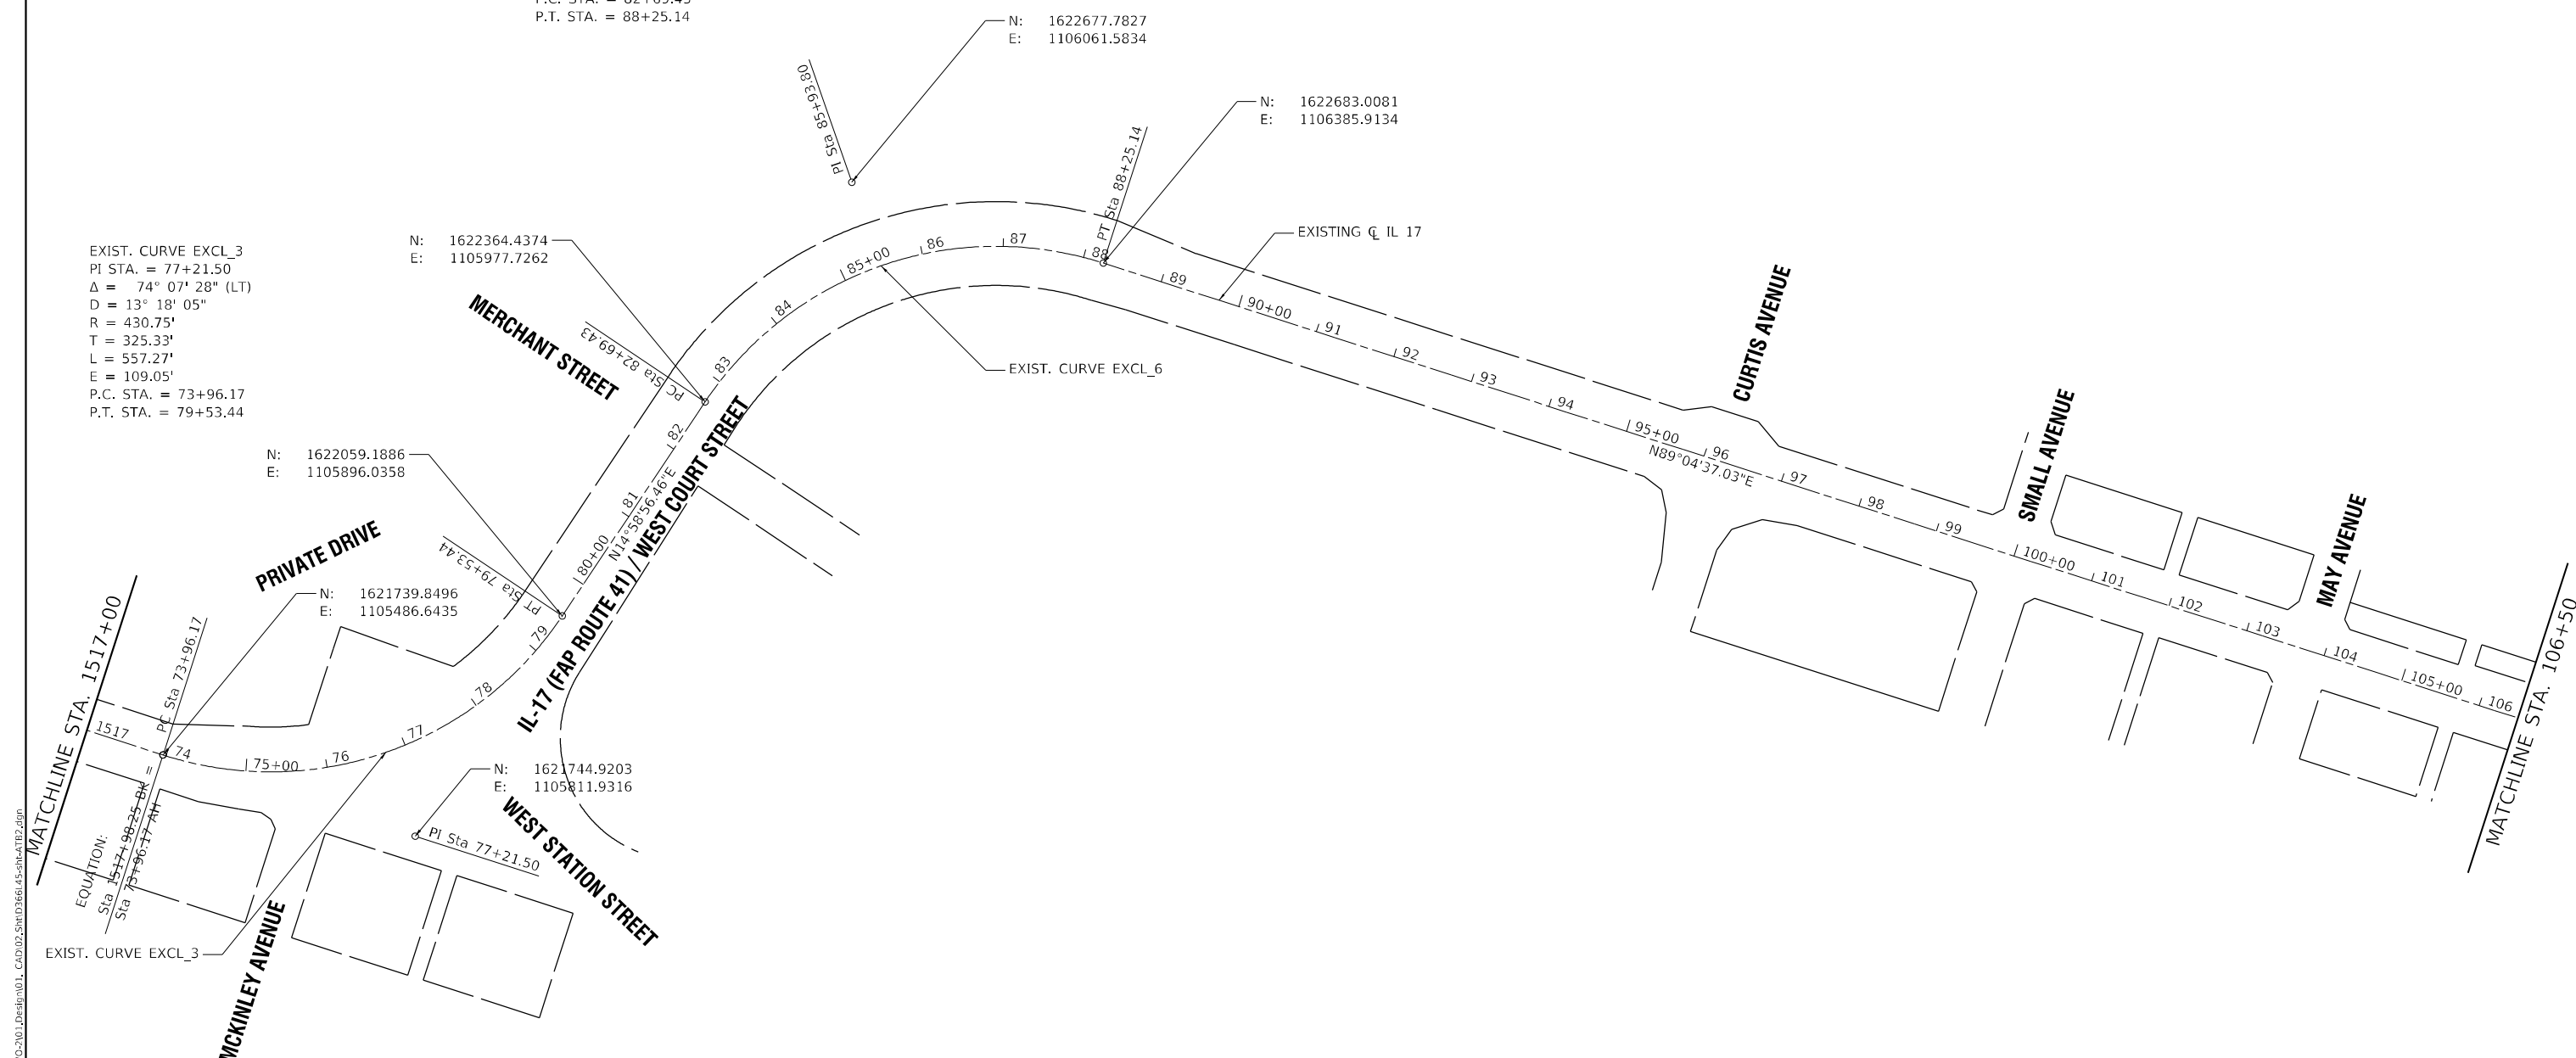 P.T. STA. = 88+25.14
N: 1622677.7827
E: 1106061.5834
PI Sta 85+93.80
N: 1622683.0081
E: 1106385.9134
PT Sta 88+25.14
EXISTING ℄ IL 17
N: 1622364.4374
E: 1105977.7262
EXIST. CURVE EXCL_3
PI STA. = 77+21.50
Δ = 74° 07' 28" (LT)
D = 13° 18' 05"
R = 430.75'
T = 325.33'
L = 557.27'
E = 109.05'
P.C. STA. = 73+96.17
P.T. STA. = 79+53.44
MERCHANT STREET
PC Sta 82+69.43
EXIST. CURVE EXCL_6
CURTIS AVENUE
SMALL AVENUE
MAY AVENUE
N: 1622059.1886
E: 1105896.0358
PT Sta 79+53.44
PRIVATE DRIVE
N: 1621739.8496
E: 1105486.6435
MATCHLINE STA. 1517+00
PC Sta 73+96.17
1517
74
75+00
76
77
78
79
80+00
81
82
83
84
85+00
86
87
88
89
90+00
91
92
93
94
95+00
96
97
98
99
100+00
101
102
103
104
105+00
106
N14°58'56.46"E
IL-17 (FAP ROUTE 41) / WEST COURT STREET
N89°04'37.03"E
MATCHLINE STA. 106+50
N: 1621744.9203
E: 1105811.9316
PI Sta 77+21.50
WEST STATION STREET
EQUATION:
Sta 1517+98.25 BK =
Sta 73+96.17 AH
EXIST. CURVE EXCL_3
MCKINLEY AVENUE